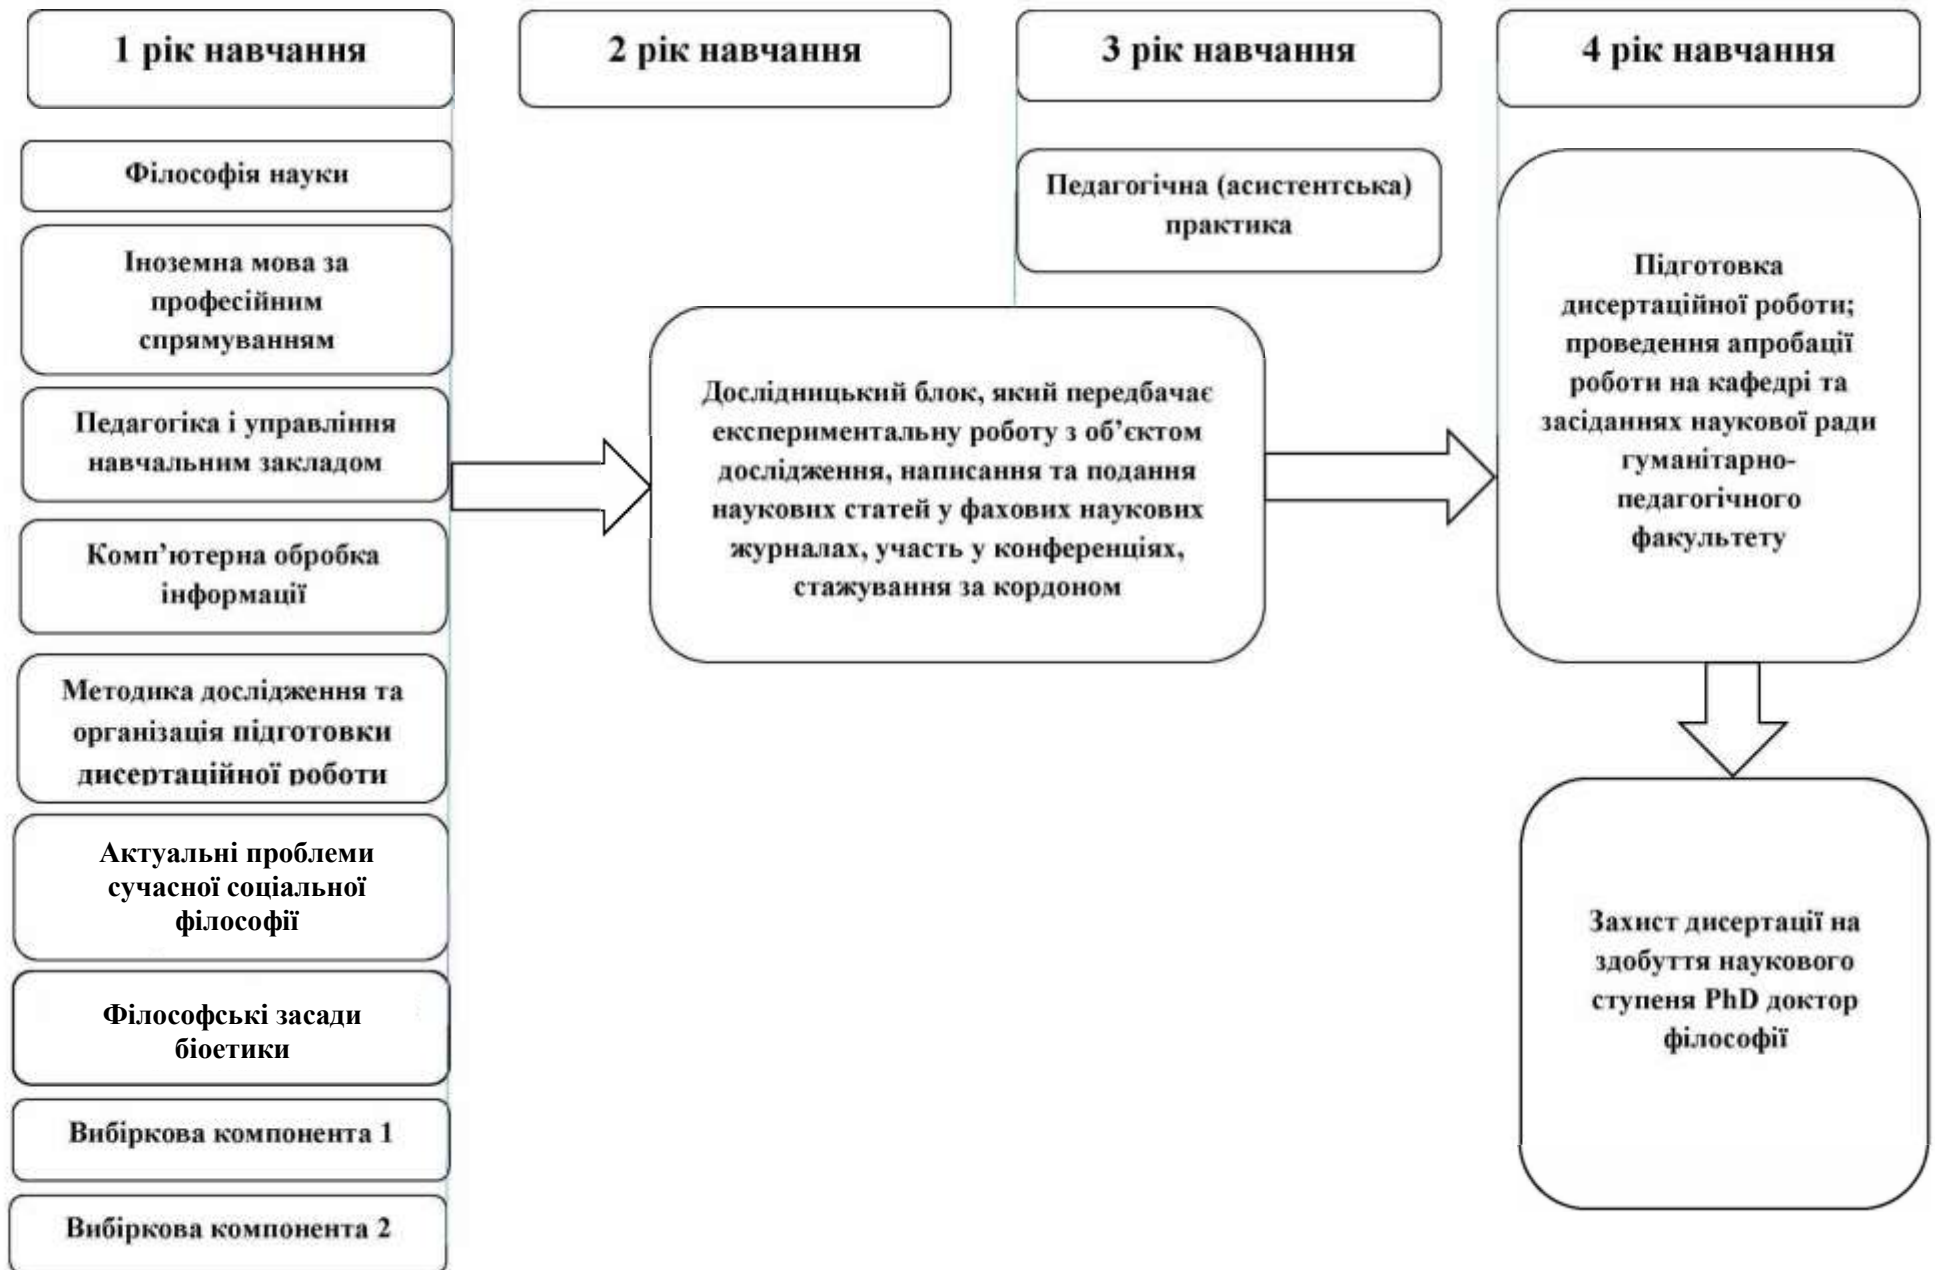 1 рік навчання
2 рік навчання
3 рік навчання
4 рік навчання
Філософія науки
Іноземна мова за
професійним
спрямуванням
Педагогіка і управління
навчальним закладом
Комп’ютерна обробка
інформації
Методика дослідження та
організація підготовки
дисертаційної роботи
Актуальні проблеми
сучасної соціальної
філософії
Філософські засади
біоетики
Вибіркова компонента 1
Вибіркова компонента 2
Дослідницький блок, який передбачає
експериментальну роботу з об’єктом
дослідження, написання та подання
наукових статей у фахових наукових
журналах, участь у конференціях,
стажування за кордоном
Педагогічна (асистентська)
практика
Підготовка
дисертаційної роботи;
проведення апробації
роботи на кафедрі та
засіданнях наукової ради
гуманітарно-
педагогічного
факультету
Захист дисертації на
здобуття наукового
ступеня PhD доктор
філософії